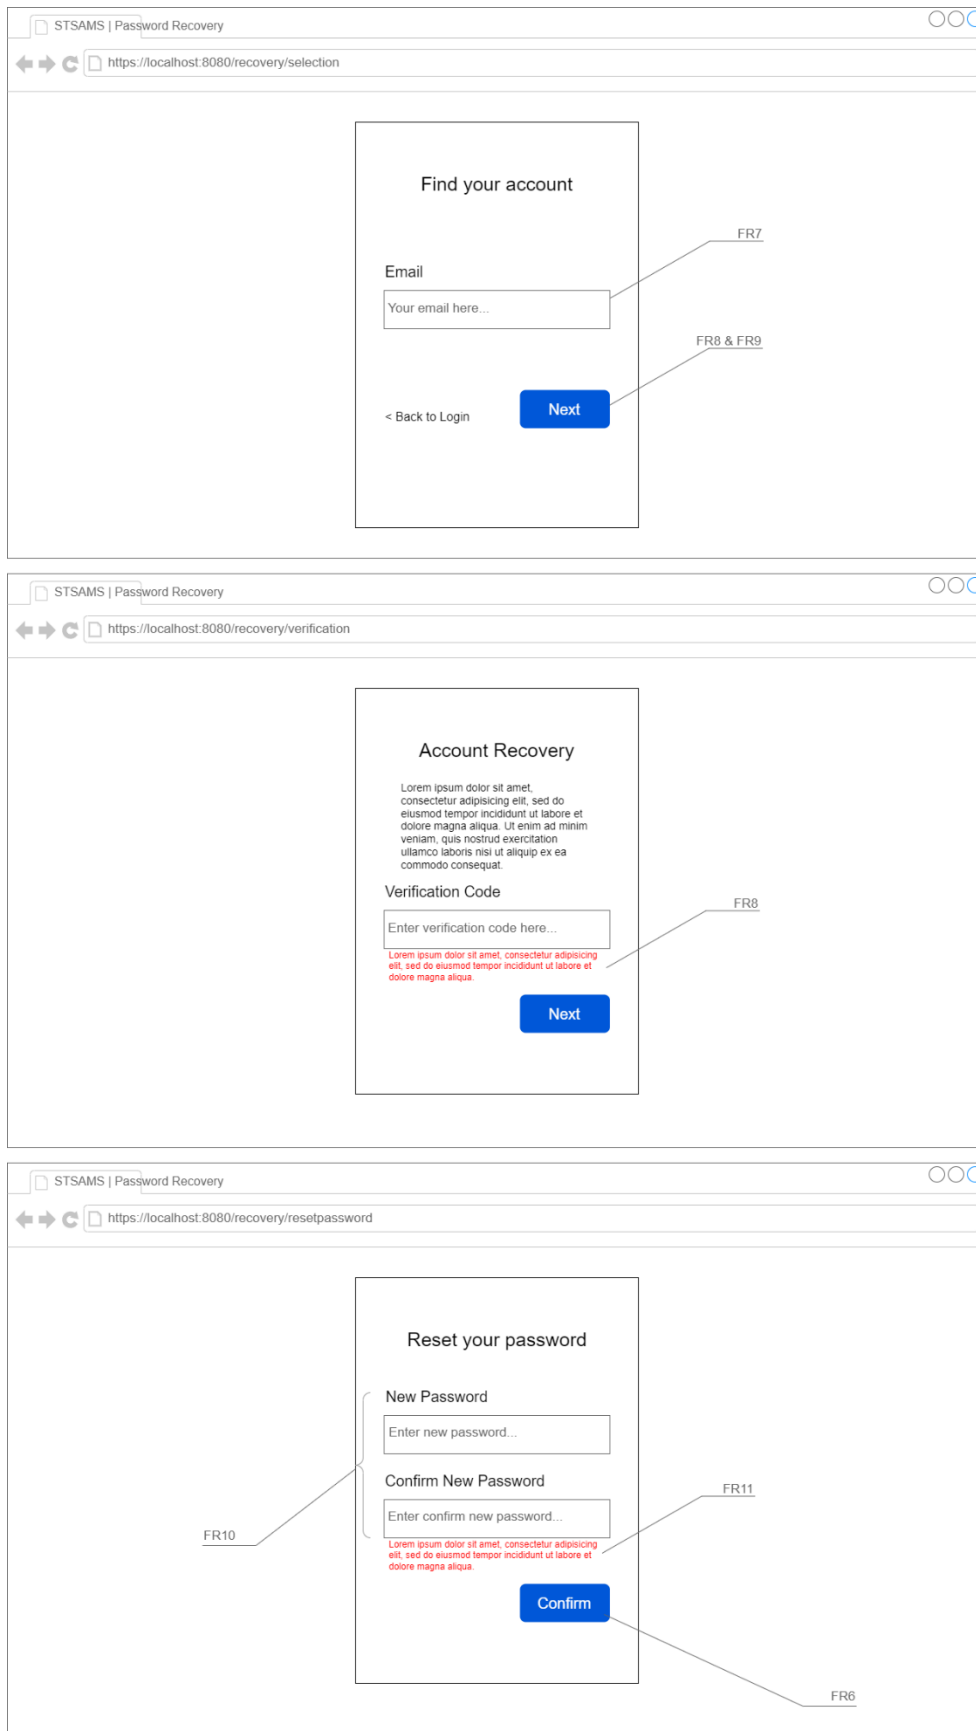 STSAMS | Password Recovery
https://localhost:8080/recovery/selection
Find your account
FR7
Email
Your email here...
FR8 & FR9
Next
< Back to Login
STSAMS | Password Recovery
https://localhost:8080/recovery/verification
Account Recovery
Lorem ipsum dolor sit amet,
consectetur adipisicing elit, sed do
eiusmod tempor incididunt ut labore et
dolore magna aliqua. Ut enim ad minim
veniam, quis nostrud exercitation
ullamco laboris nisi ut aliquip ex ea
commodo consequat.
Verification Code
FR8
Enter verification code here...
Lorem ipsum dolor sit amet, consectetur adipisicing
elit, sed do eiusmod tempor incididunt ut labore et
dolore magna aliqua.
Next
STSAMS | Password Recovery
https://localhost:8080/recovery/resetpassword
Reset your password
New Password
Enter new password...
Confirm New Password
FR11
Enter confirm new password...
FR10
Lorem ipsum dolor sit amet, consectetur adipisicing
elit, sed do eiusmod tempor incididunt ut labore et
dolore magna aliqua.
Confirm
FR6